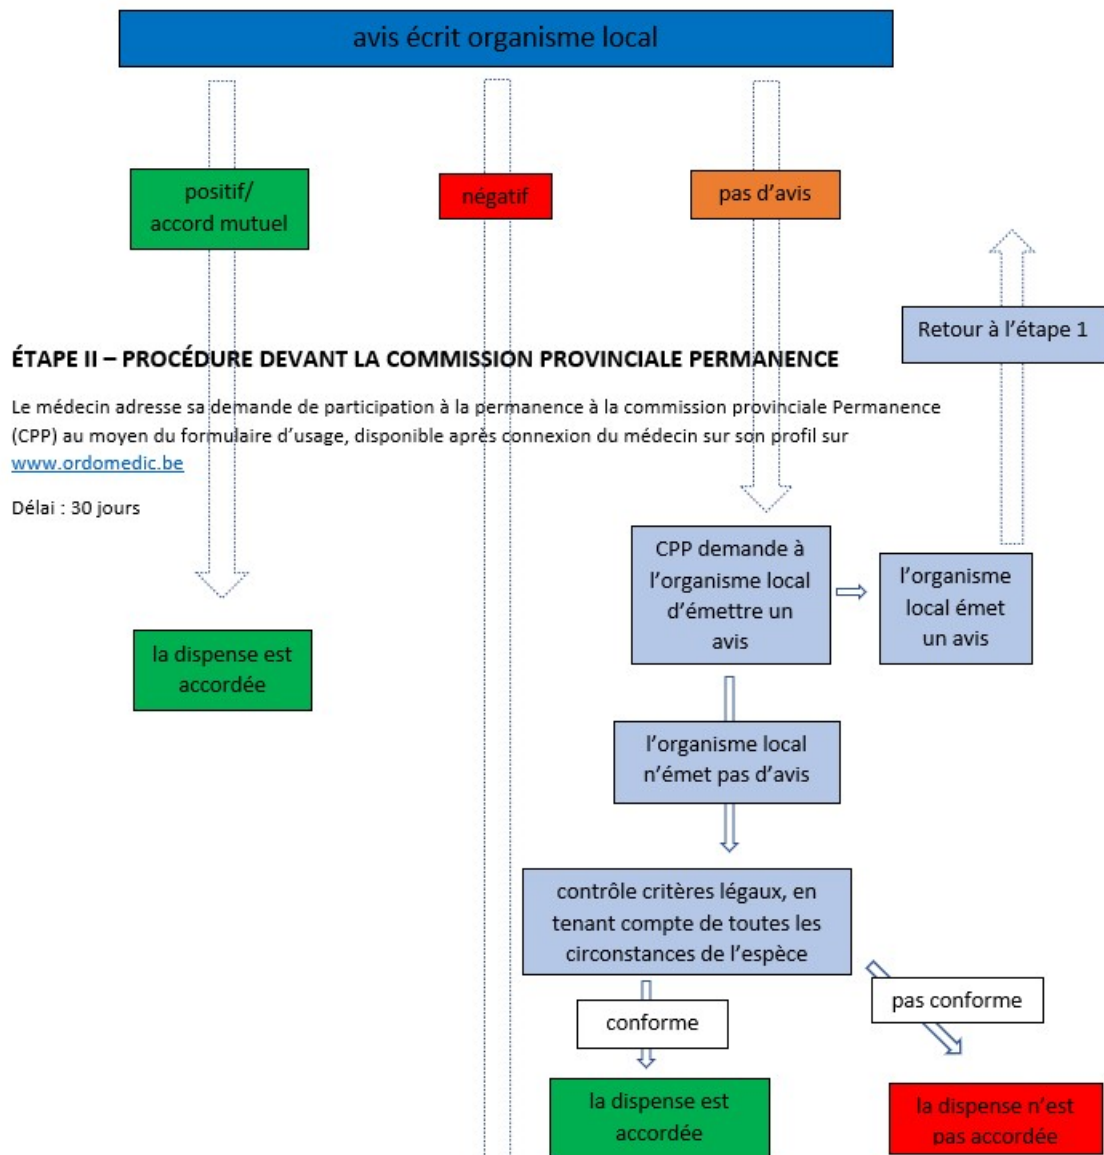 avis écrit organisme local
positif/
accord mutuel
négatif
pas d'avis
Retour à l'étape 1
ÉTAPE II – PROCÉDURE DEVANT LA COMMISSION PROVINCIALE PERMANENCE
Le médecin adresse sa demande de participation à la permanence à la commission provinciale Permanence
(CPP) au moyen du formulaire d'usage, disponible après connexion du médecin sur son profil sur
www.ordomedic.be
Délai : 30 jours
CPP demande à
l'organisme local
d'émettre un
avis
l'organisme
local émet
un avis
la dispense est
accordée
l'organisme local
n'émet pas d'avis
contrôle critères légaux, en
tenant compte de toutes les
circonstances de l'espèce
conforme
pas conforme
la dispense est
accordée
la dispense n'est
pas accordée